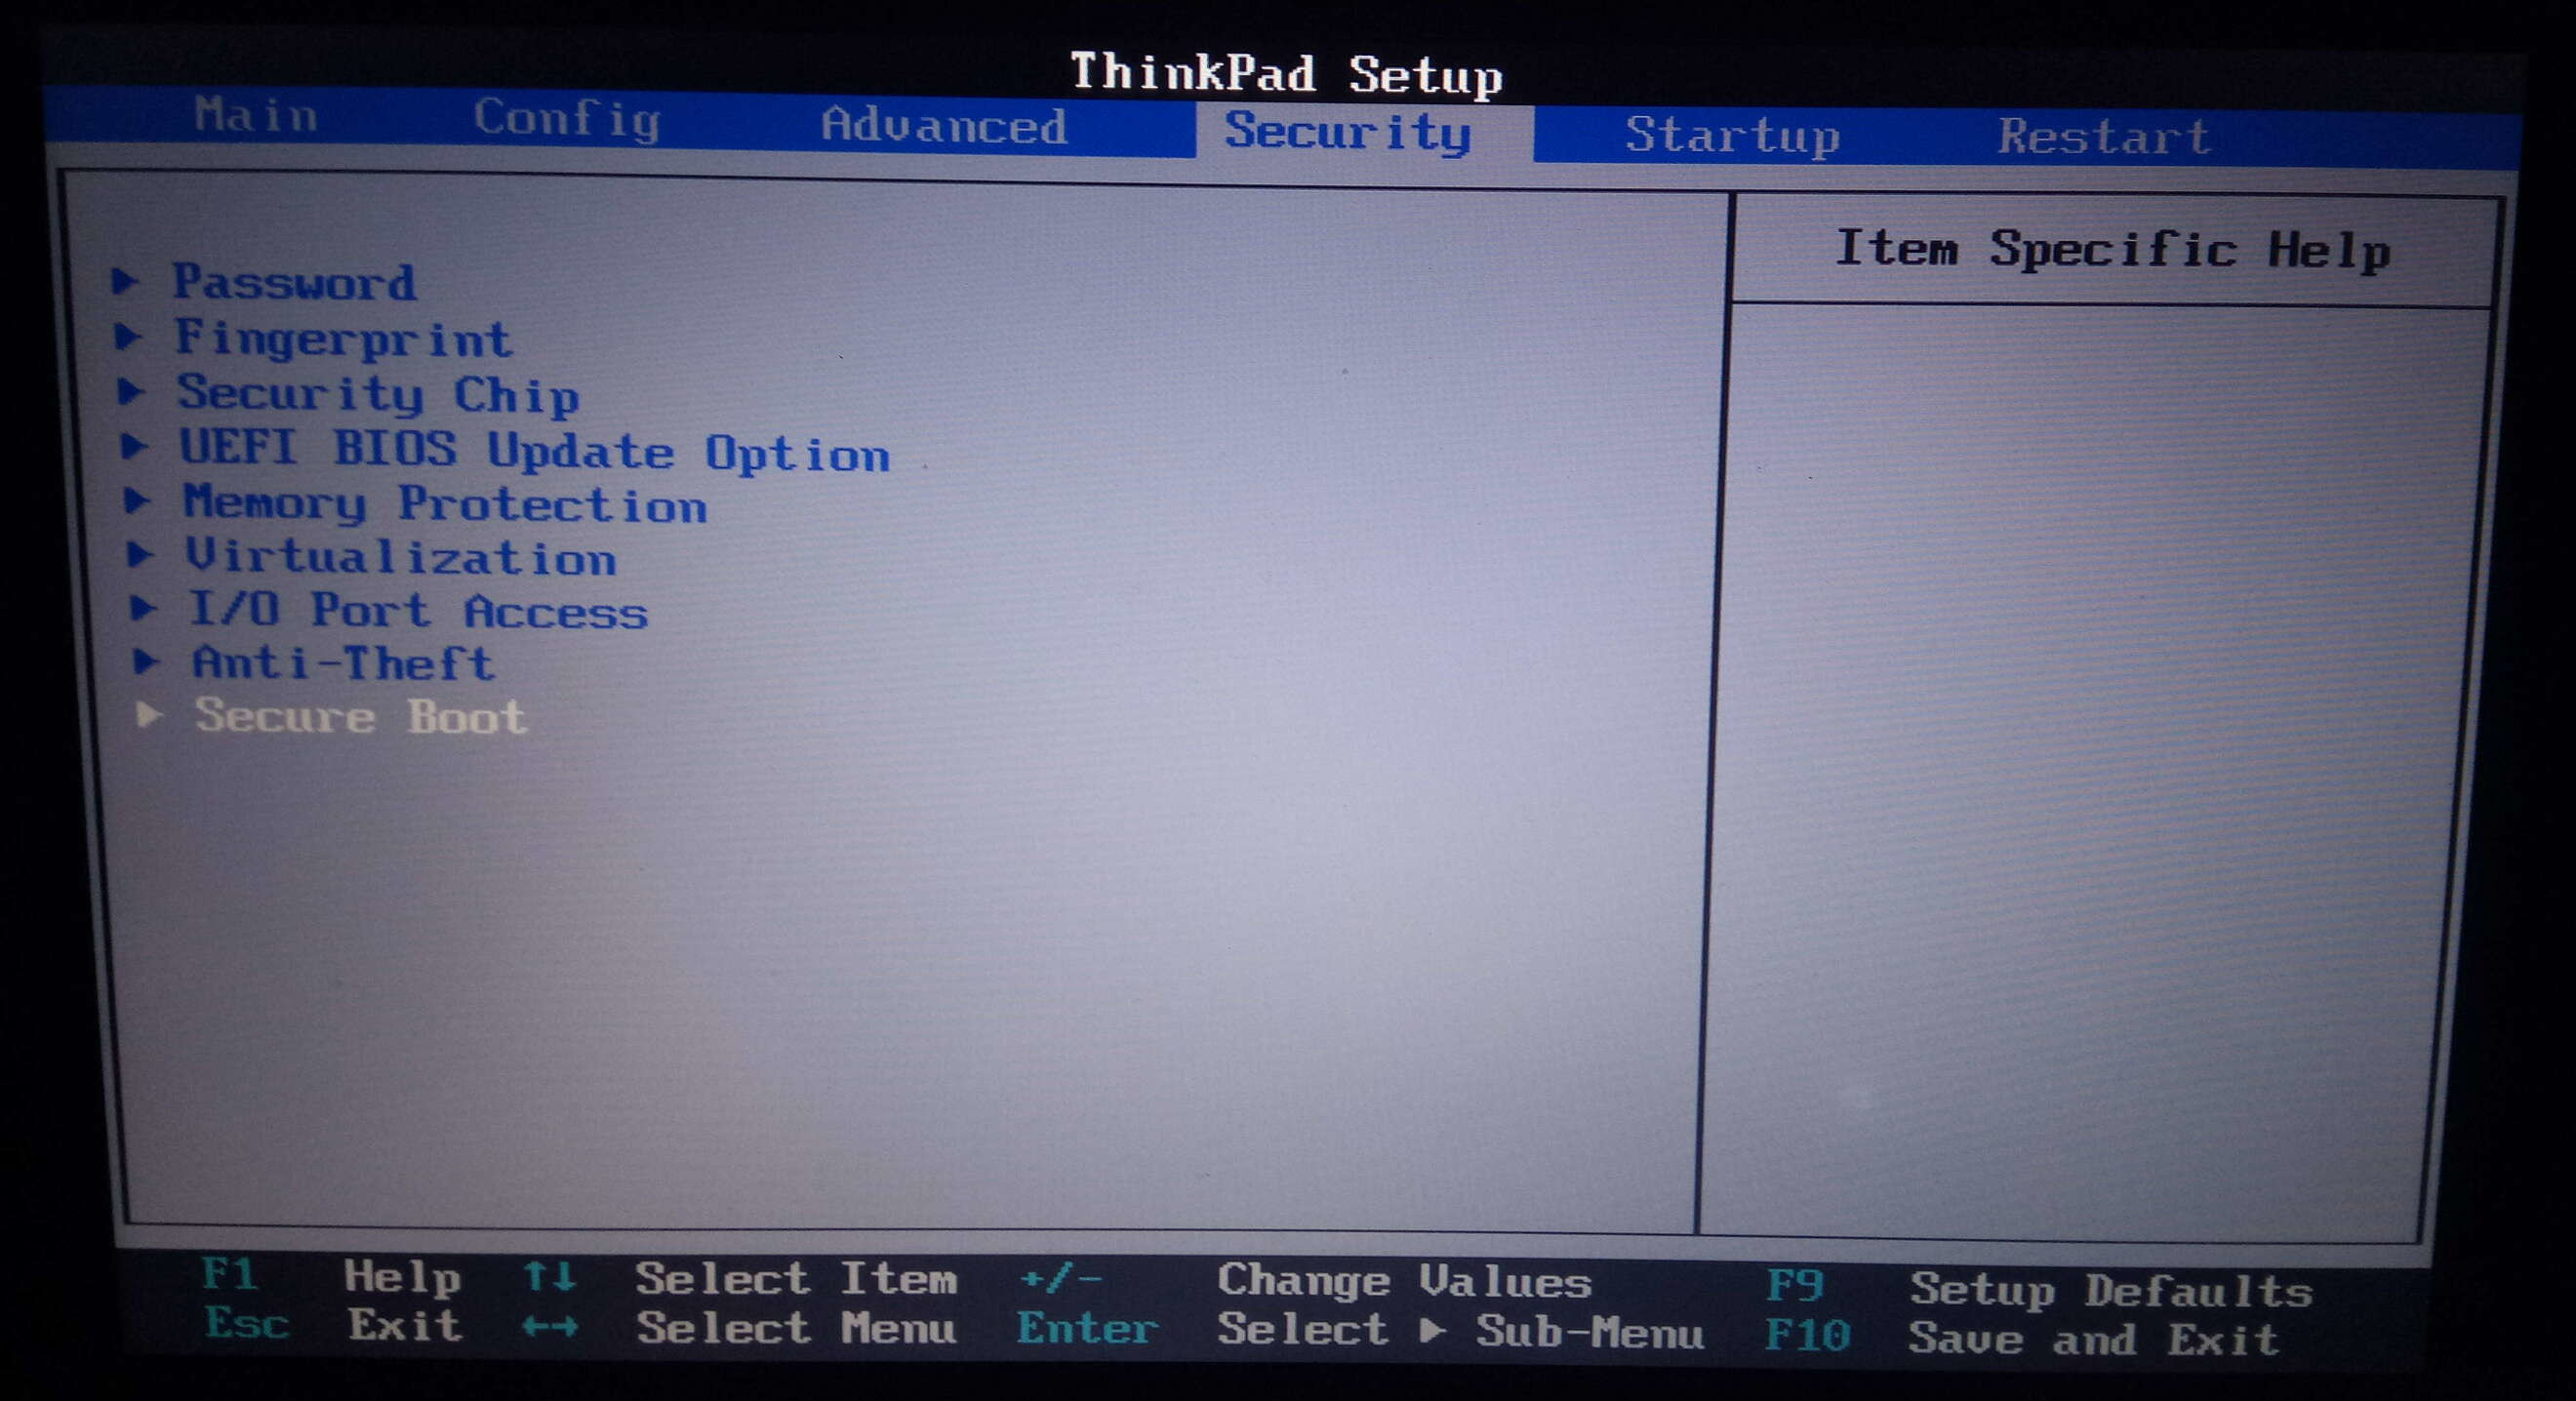 ThinkPad Setup
Main Config Advanced Security Startup Restart
Item Specific Help
▶ Password
▶ Fingerprint
▶ Security Chip
▶ UEFI BIOS Update Option
▶ Memory Protection
▶ Virtualization
▶ I/O Port Access
▶ Anti-Theft
▶ Secure Boot
F1 Help ↑↓ Select Item +/- Change Values F9 Setup Defaults
Esc Exit ←→ Select Menu Enter Select ▶ Sub-Menu F10 Save and Exit